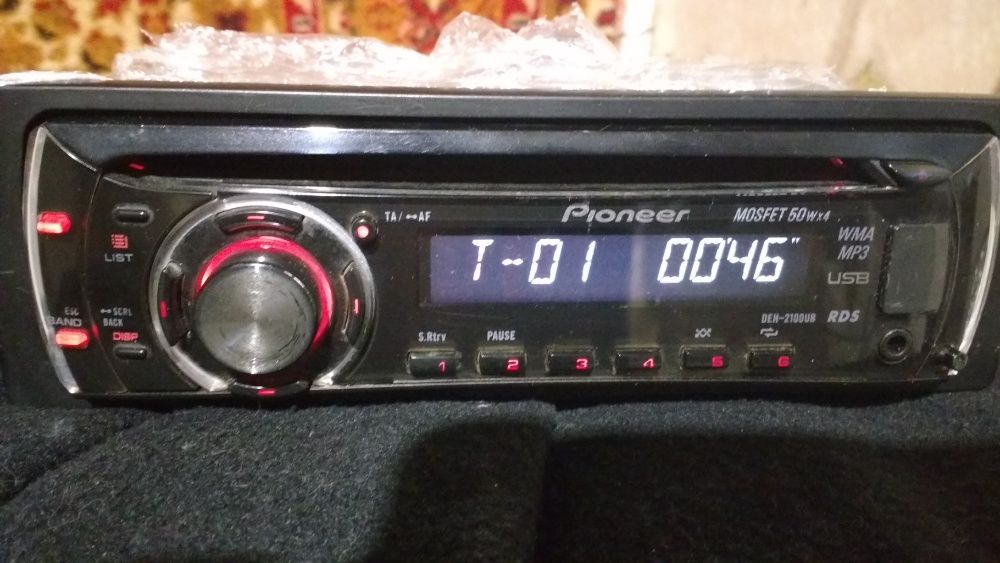 TA/ AF
Pioneer
MOSFET 50Wx4
WMA
MP3
USB
LIST
T-01 0046"
ESC
BAND
SCRL
BACK
DISP
DEH-2100UB
RDS
S.Rtrv
PAUSE
1
2
3
4
5
6